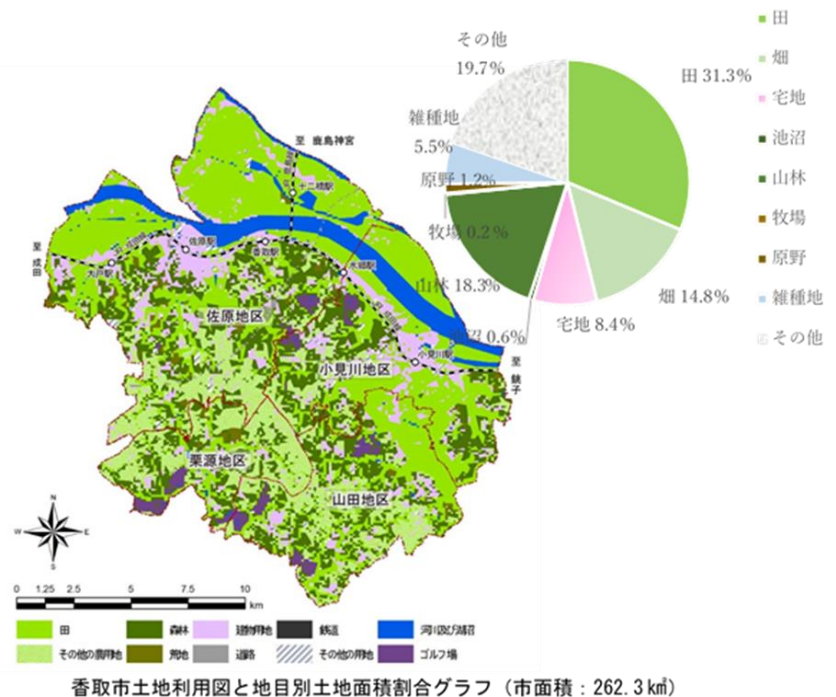 その他
19.7%
田 31.3%
雑種地
5.5%
原野 1.2%
牧場 0.2%
山林 18.3%
池沼 0.6%
宅地 8.4%
畑 14.8%
田
畑
宅地
池沼
山林
牧場
原野
雑種地
その他
至 鹿島神宮
十二橋駅
至 成田
大戸駅
佐原駅
香取駅
水郷駅
小見川駅
至 銚子
佐原地区
小見川地区
栗源地区
山田地区
N
W E
S
0 1.25 2.5 5 7.5 10
km
田 森林 建物用地 鉄道 河川及び湖沼
その他の農用地 荒地 道路 その他の用地 ゴルフ場
香取市土地利用図と地目別土地面積割合グラフ（市面積：262.3㎢）